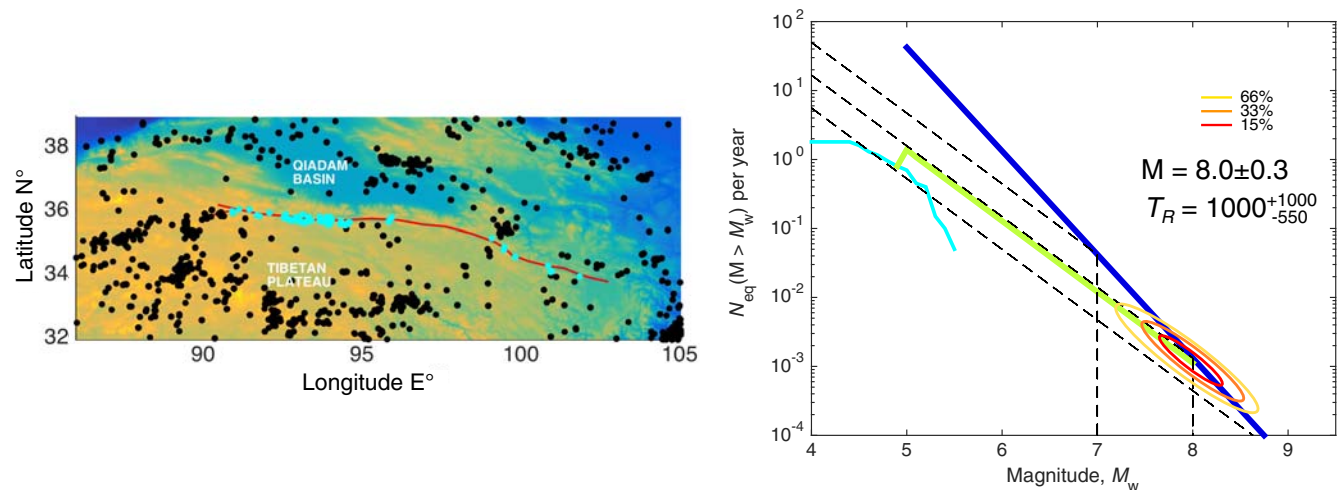 38
36
34
32
90
95
100
105
Latitude N°
Longitude E°
QIADAM
BASIN
TIBETAN
PLATEAU
10²
10¹
10⁰
10⁻¹
10⁻²
10⁻³
10⁻⁴
4
5
6
7
8
9
N_eq(M > M_w) per year
Magnitude, M_w
66%
33%
15%
M = 8.0±0.3
T_R = 1000 +1000 -550